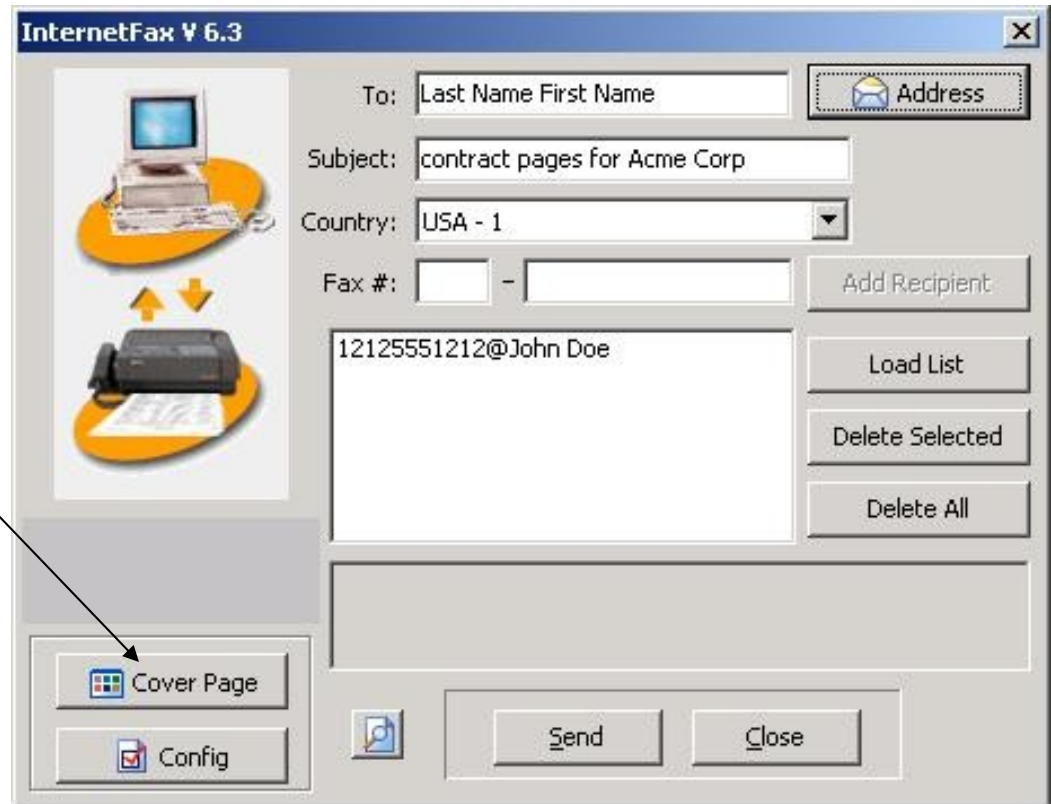 InternetFax V 6.3
To: Last Name First Name
Address
Subject: contract pages for Acme Corp
Country: USA - 1
Fax #: -
Add Recipient
12125551212@John Doe
Load List
Delete Selected
Delete All
Cover Page
Config
Send
Close